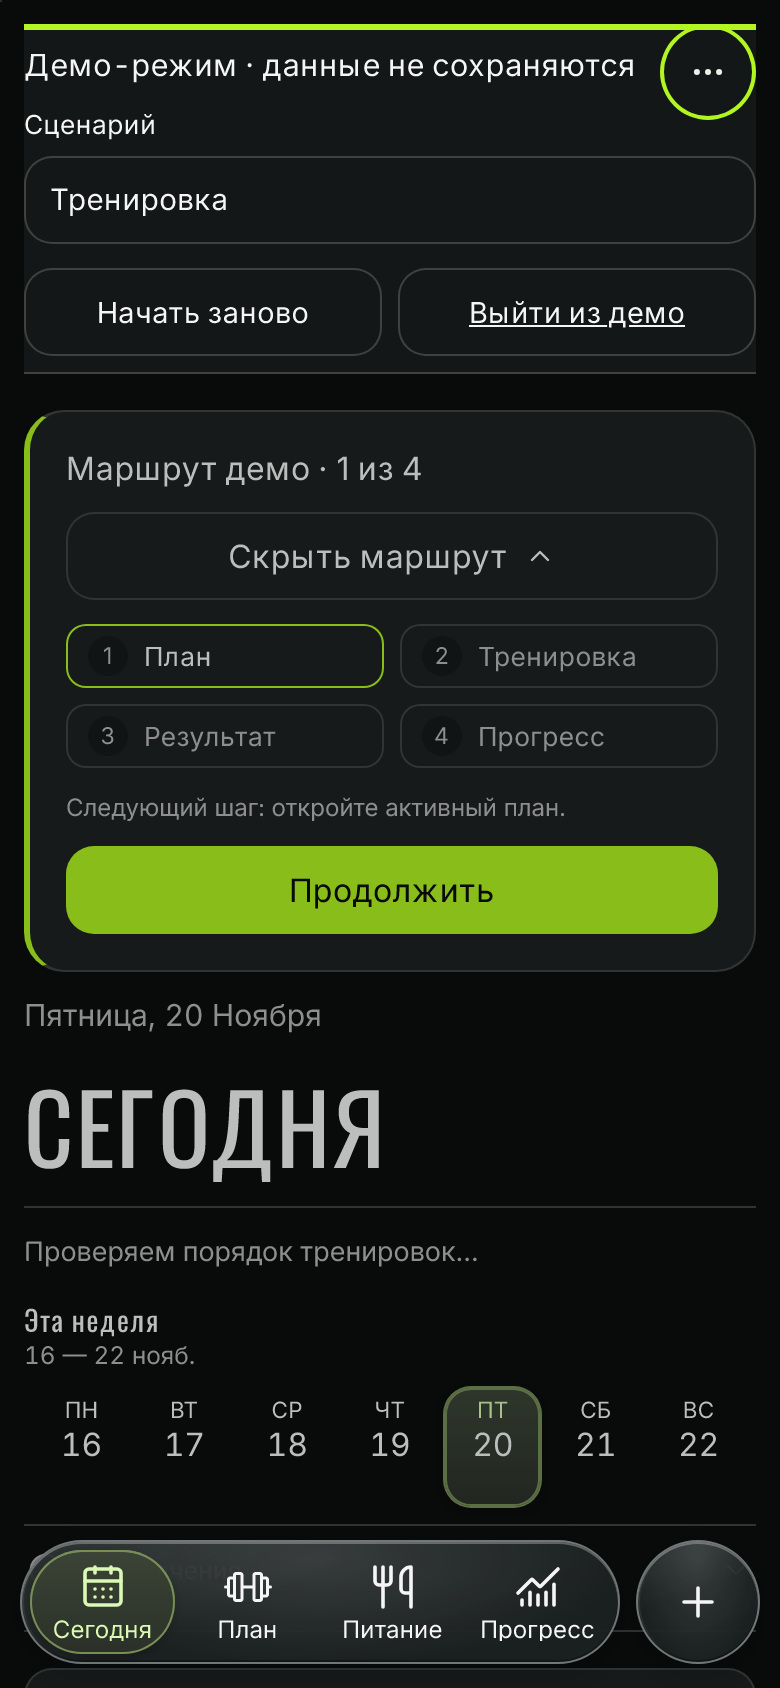 Демо-режим · данные не сохраняются
Сценарий
Тренировка
Начать заново
Выйти из демо
Маршрут демо · 1 из 4
Скрыть маршрут
1 План
2 Тренировка
3 Результат
4 Прогресс
Следующий шаг: откройте активный план.
Продолжить
Пятница, 20 Ноября
СЕГОДНЯ
Проверяем порядок тренировок...
Эта неделя
16 — 22 нояб.
ПН ВТ СР ЧТ ПТ СБ ВС
16 17 18 19 20 21 22
Сегодня План Питание Прогресс